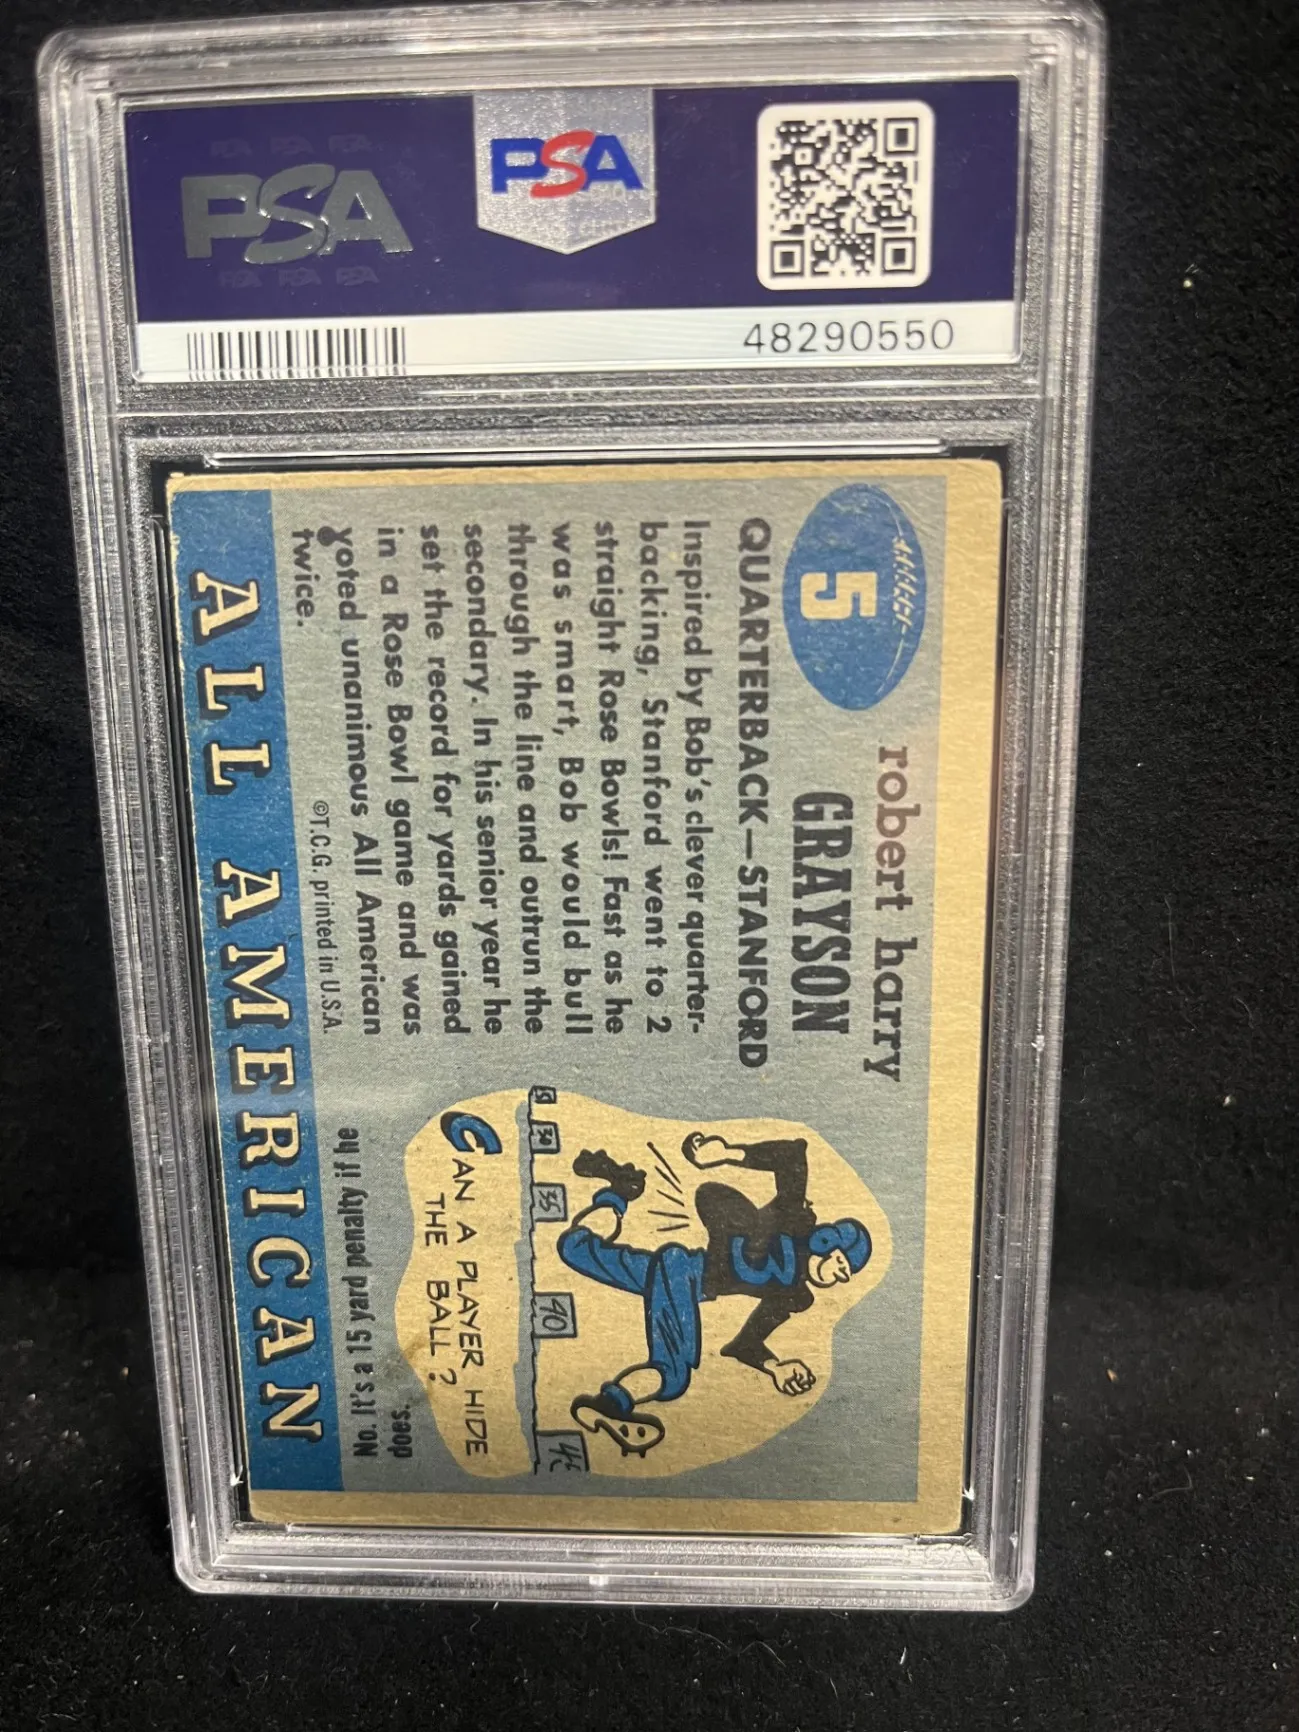 PSA
PSA
48290550
5
robert harry
GRAYSON
QUARTERBACK—STANFORD
Inspired by Bob's clever quarter-
backing, Stanford went to 2
straight Rose Bowls! Fast as he
was smart, Bob would bull
through the line and outrun the
secondary. In his senior year he
set the record for yards gained
in a Rose Bowl game and was
voted unanimous All American
twice.
©T.C.G. printed in U.S.A.
3
30
35
40
CAN A PLAYER HIDE
THE BALL?
No. It's a 15 yard penalty if he
does.
ALL AMERICAN